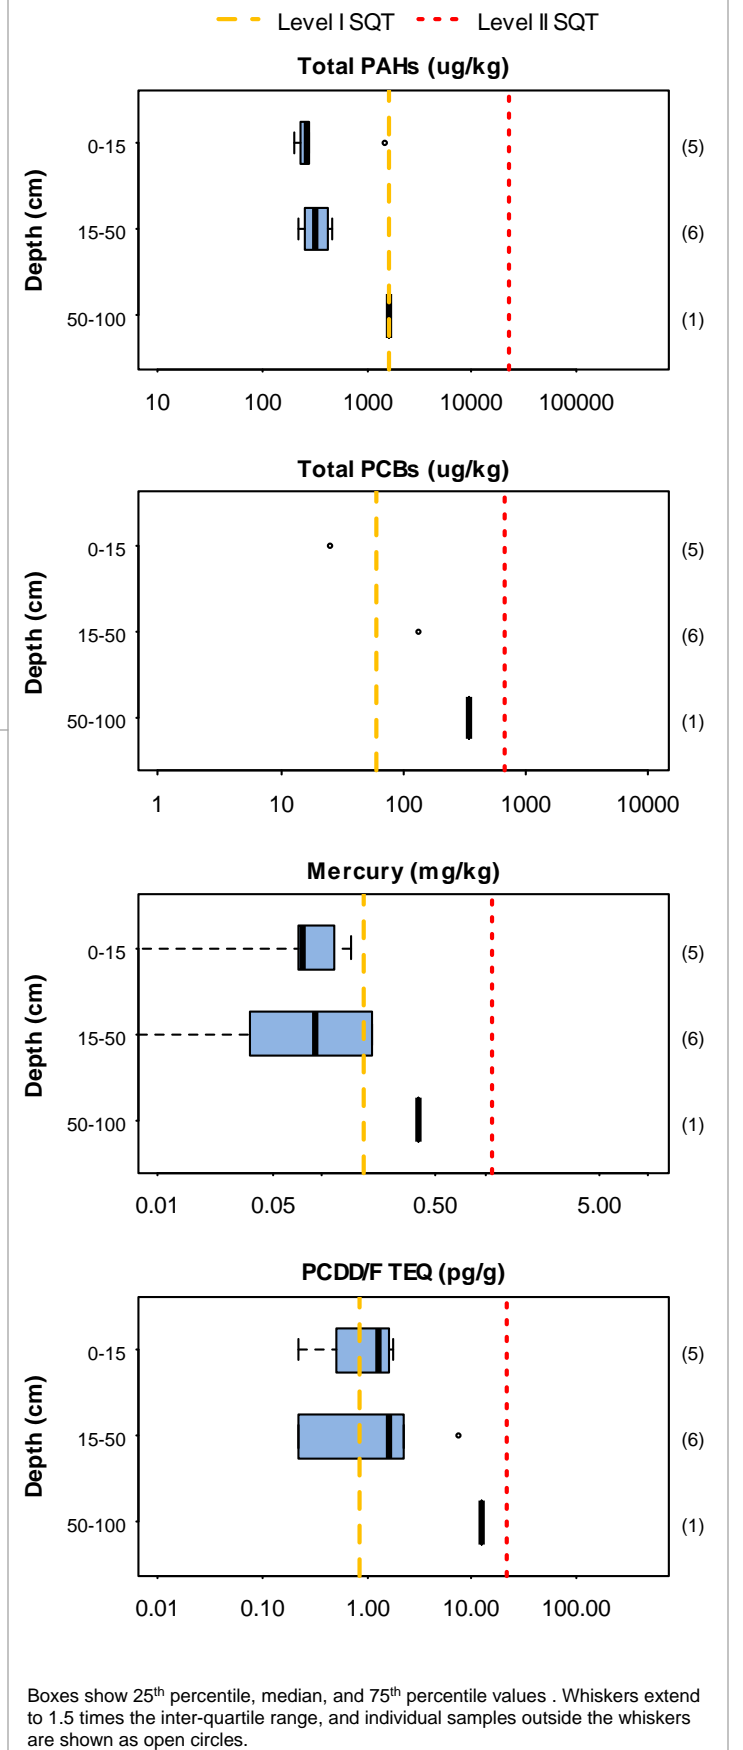 Level I SQT Level II SQT
Total PAHs (ug/kg)
Depth (cm)
0-15 (5)
15-50 (6)
50-100 (1)
10 100 1000 10000 100000
Total PCBs (ug/kg)
Depth (cm)
0-15 (5)
15-50 (6)
50-100 (1)
1 10 100 1000 10000
Mercury (mg/kg)
Depth (cm)
0-15 (5)
15-50 (6)
50-100 (1)
0.01 0.05 0.50 5.00
PCDD/F TEQ (pg/g)
Depth (cm)
0-15 (5)
15-50 (6)
50-100 (1)
0.01 0.10 1.00 10.00 100.00
Boxes show 25th percentile, median, and 75th percentile values . Whiskers extend
to 1.5 times the inter-quartile range, and individual samples outside the whiskers
are shown as open circles.